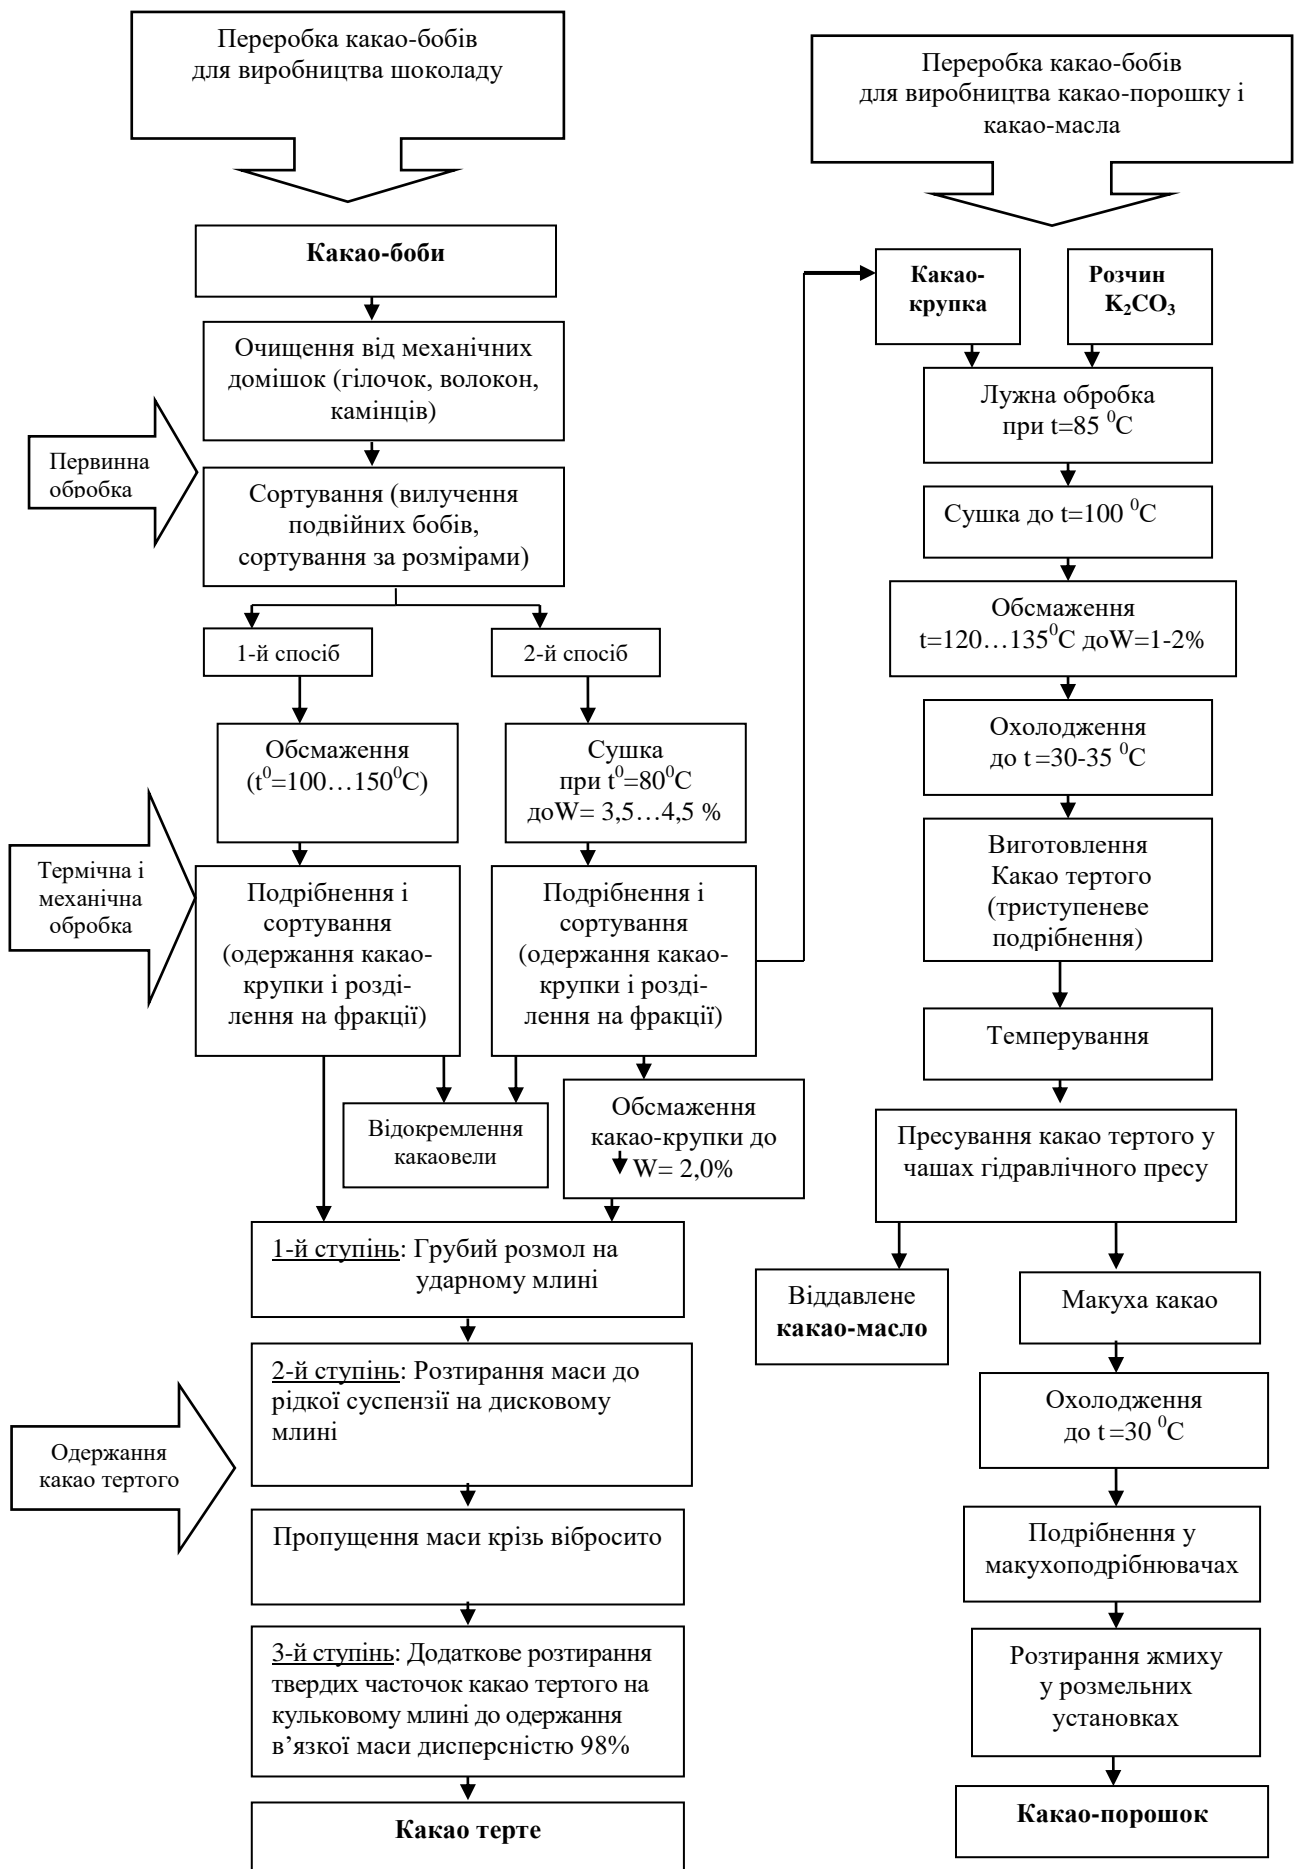 Переробка какао-бобів
для виробництва шоколаду
Какао-боби
Очищення від механічних
домішок (гілочок, волокон,
камінців)
Первинна
обробка
Сортування (вилучення
подвійних бобів,
сортування за розмірами)
1-й спосіб
2-й спосіб
Обсмаження
(t⁰=100…150⁰С)
Сушка
при t⁰=80⁰С
доW= 3,5…4,5 %
Термічна і
механічна
обробка
Подрібнення і
сортування
(одержання какао-
крупки і розді-
лення на фракції)
Подрібнення і
сортування
(одержання какао-
крупки і розді-
лення на фракції)
Відокремлення
какаовели
Обсмаження
какао-крупки до
W= 2,0%
1-й ступінь: Грубий розмол на
ударному млині
2-й ступінь: Розтирання маси до
рідкої суспензії на дисковому
млині
Одержання
какао тертого
Пропущення маси крізь вібросито
3-й ступінь: Додаткове розтирання
твердих часточок какао тертого на
кульковому млині до одержання
в’язкої маси дисперсністю 98%
Какао терте
Переробка какао-бобів
для виробництва какао-порошку і
какао-масла
Какао-
крупка
Розчин
K₂CO₃
Лужна обробка
при t=85 ⁰С
Сушка до t=100 ⁰С
Обсмаження
t=120…135⁰С доW=1-2%
Охолодження
до t =30-35 ⁰С
Виготовлення
Какао тертого
(триступеневе
подрібнення)
Темперування
Пресування какао тертого у
чашах гідравлічного пресу
Віддавлене
какао-масло
Макуха какао
Охолодження
до t =30 ⁰С
Подрібнення у
макухоподрібнювачах
Розтирання жмиху
у розмельних
установках
Какао-порошок